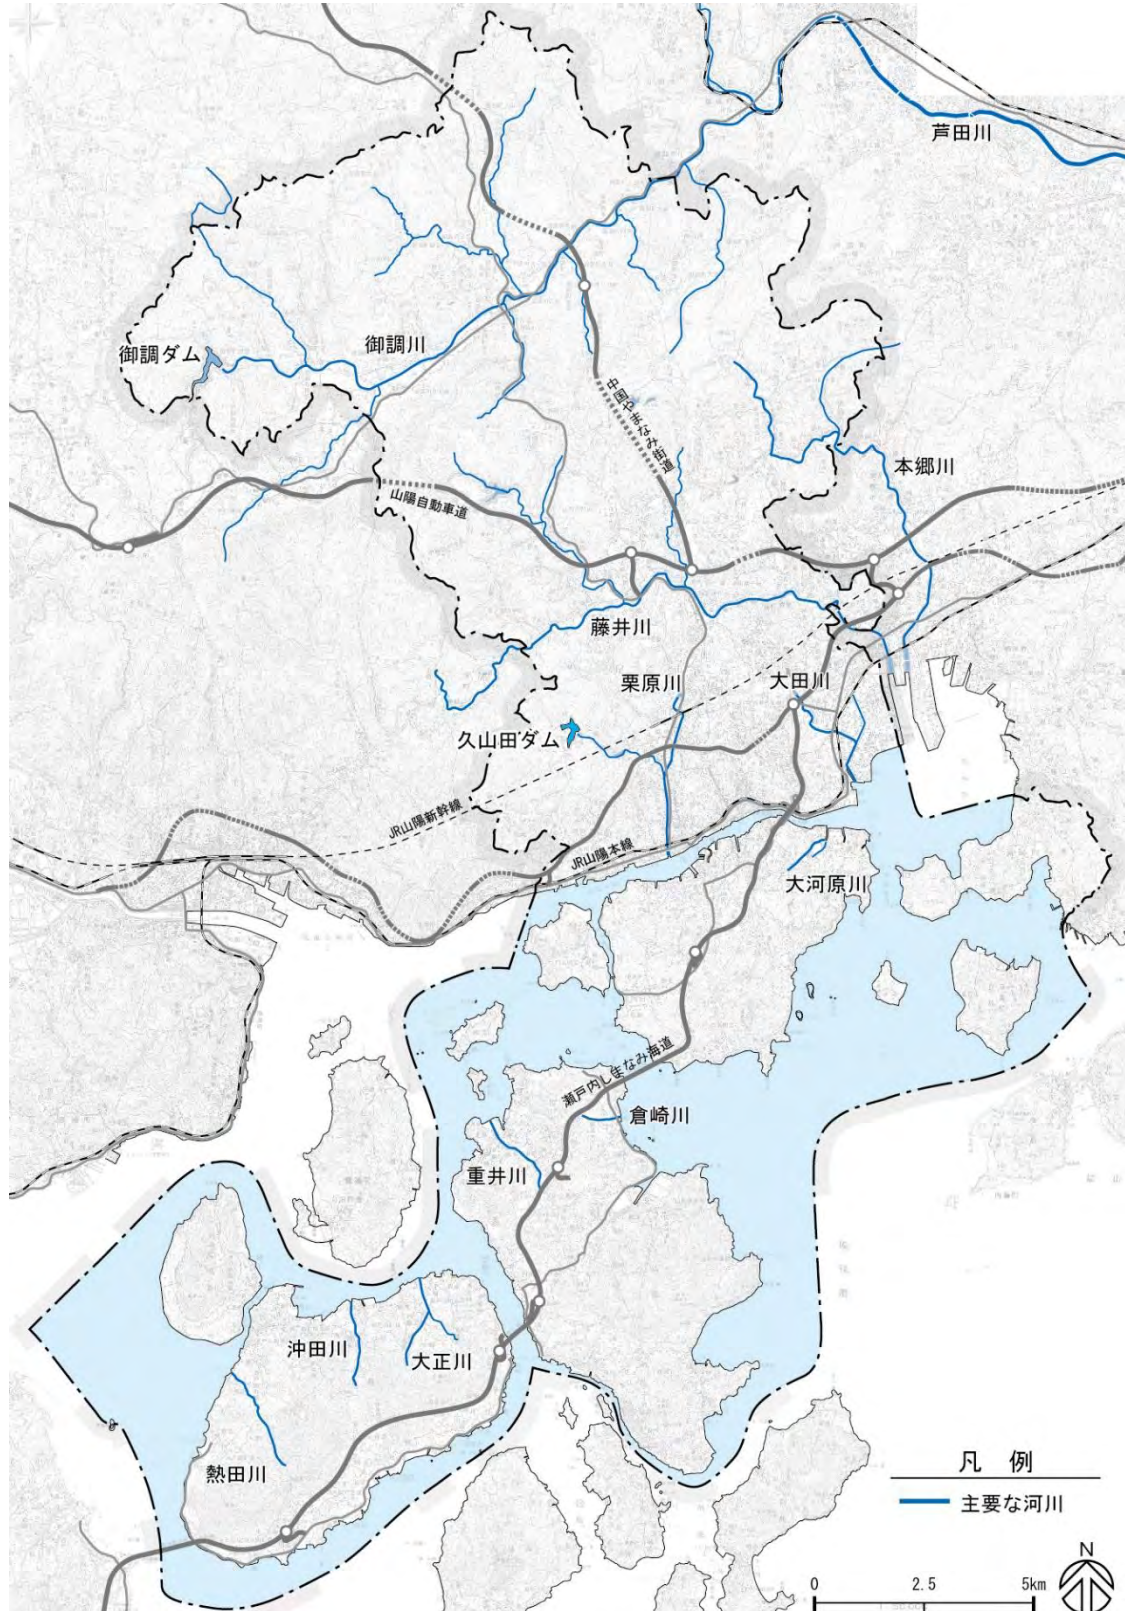 芦田川
御調ダム
御調川
中国やまなみ街道
本郷川
山陽自動車道
藤井川
栗原川
大田川
久山田ダム
JR山陽新幹線
JR山陽本線
大河原川
瀬戸内しまなみ海道
倉崎川
重井川
沖田川
大正川
熱田川
凡 例
主要な河川
N
0 2.5 5km